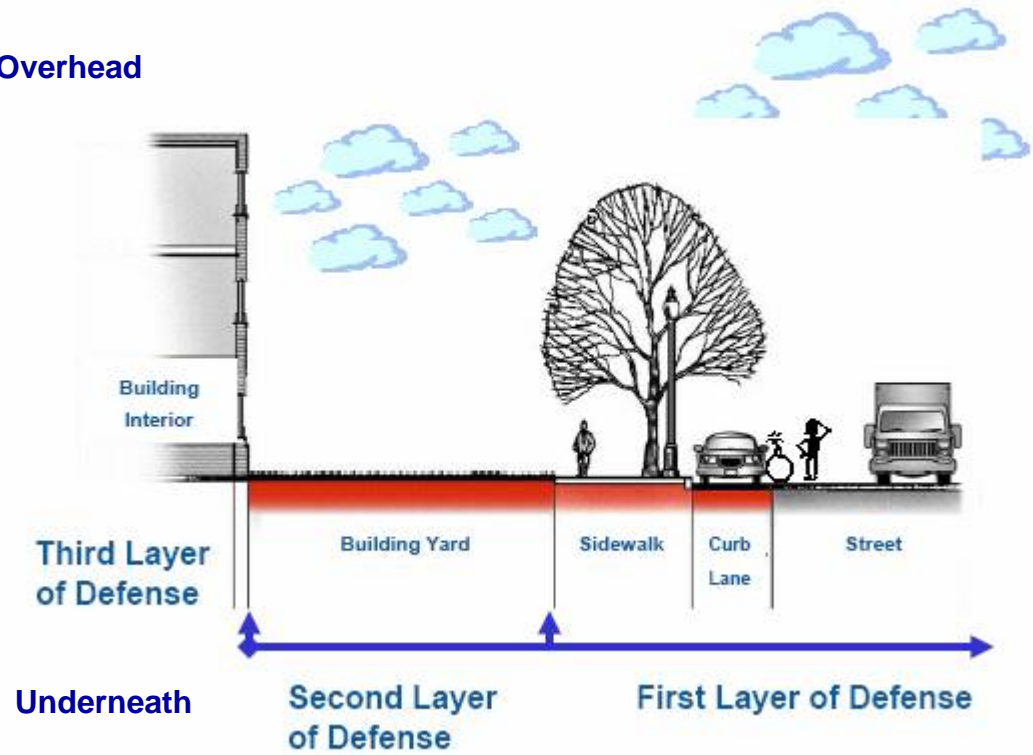 Overhead
Building
Interior
Third Layer
of Defense
Building Yard
Sidewalk
Curb
Lane
Street
Underneath
Second Layer
of Defense
First Layer of Defense